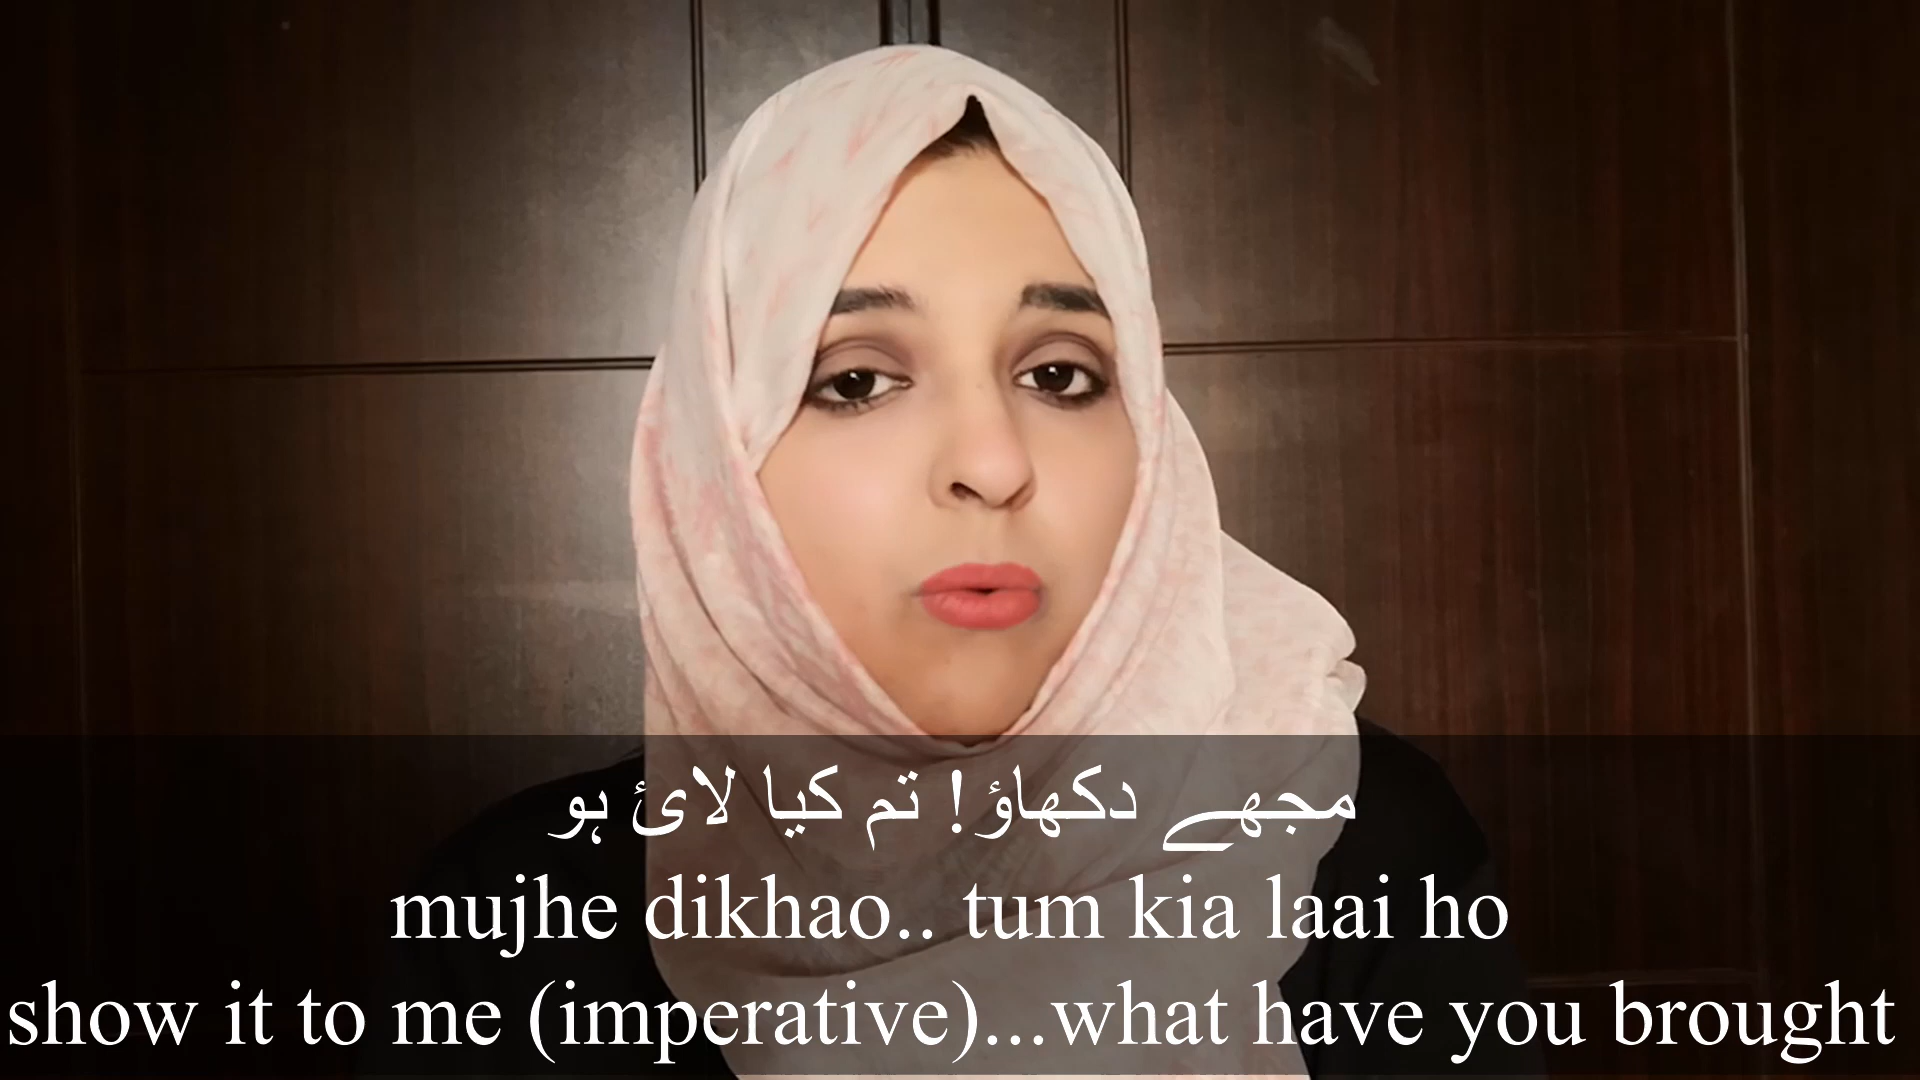 مجھے دکھاؤ! تم کیا لائ ہو
mujhe dikhao.. tum kia laai ho
show it to me (imperative)...what have you brought